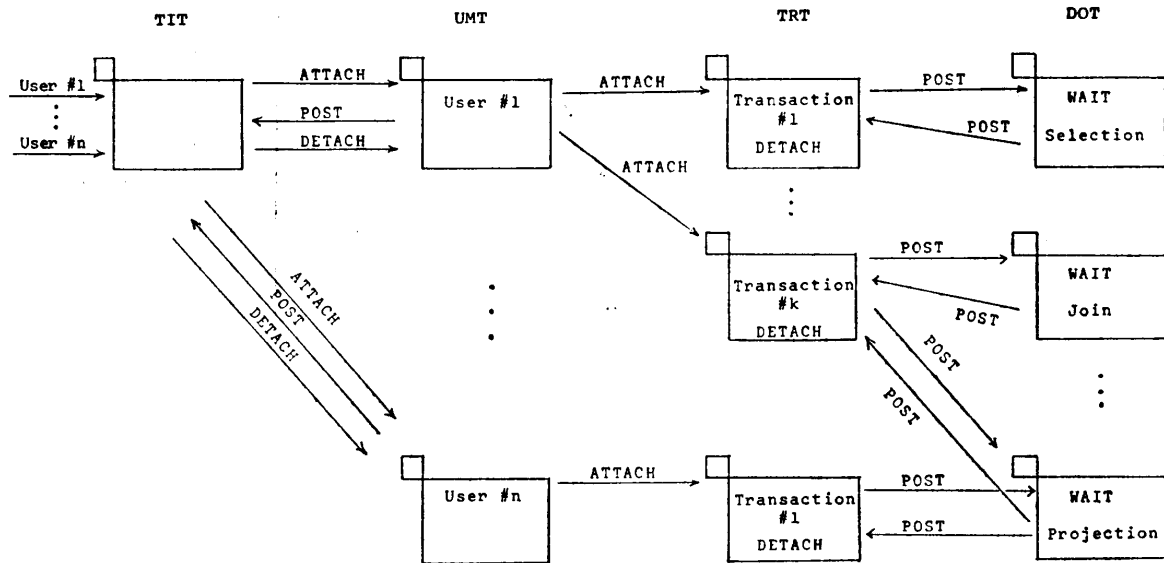 TIT UMT TRT DOT
User #1
User #n
ATTACH
POST
DETACH
User #1
ATTACH
ATTACH
Transaction
#1
DETACH
POST
POST
WAIT
Selection
ATTACH
POST
DETACH
Transaction
#k
DETACH
POST
POST
WAIT
Join
POST
POST
User #n
ATTACH
Transaction
#1
DETACH
POST
POST
WAIT
Projection